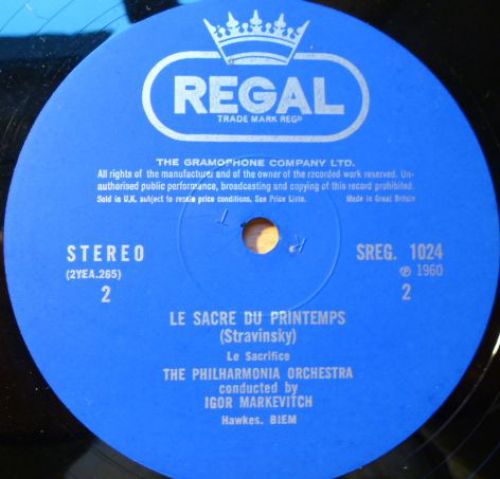 REGAL
TRADE MARK REGD
THE GRAMOPHONE COMPANY LTD.
All rights of the manufacturer and of the owner of the recorded work reserved. Un-
authorised public performance, broadcasting and copying of this record prohibited.
Sold in U.K. subject to resale price conditions. See Price Lists. Made in Great Britain
STEREO SREG. 1024
(2YEA.265) ℗ 1960
2 2
LE SACRE DU PRINTEMPS
(Stravinsky)
Le Sacrifice
THE PHILHARMONIA ORCHESTRA
conducted by
IGOR MARKEVITCH
Hawkes. BIEM